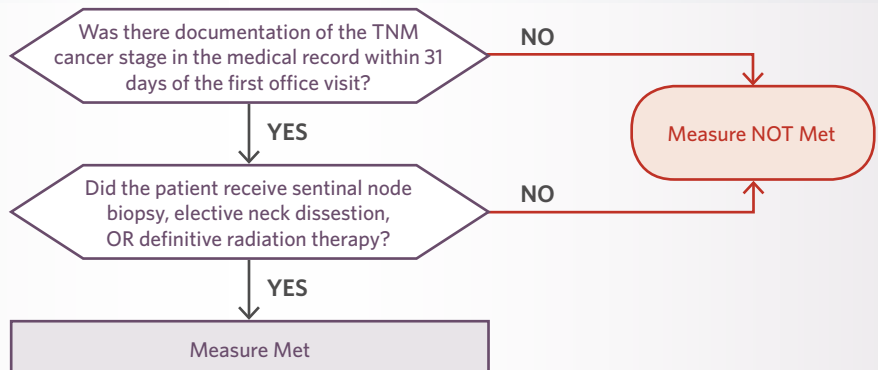 Was there documentation of the TNM
cancer stage in the medical record within 31
days of the first office visit?
NO
Measure NOT Met
YES
Did the patient receive sentinal node
biopsy, elective neck dissestion,
OR definitive radiation therapy?
NO
YES
Measure Met